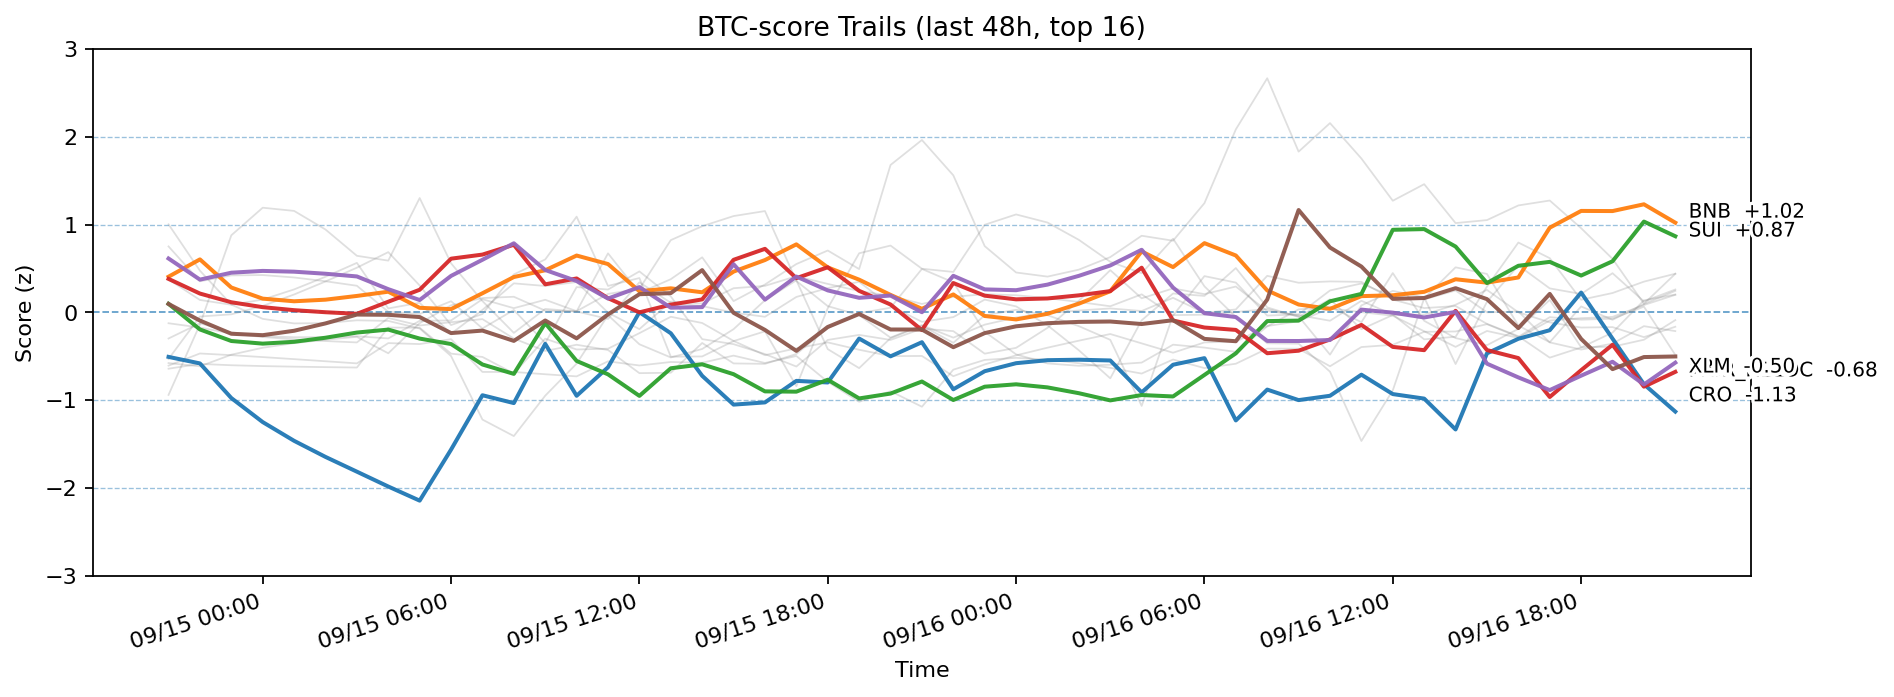 BTC-score Trails (last 48h, top 16)
3
2
1
0
−1
−2
−3
Score (z)
BNB +1.02
SUI +0.87
XLM -0.50
-0.68
CRO -1.13
09/15 00:00
09/15 06:00
09/15 12:00
09/15 18:00
09/16 00:00
09/16 06:00
09/16 12:00
09/16 18:00
Time